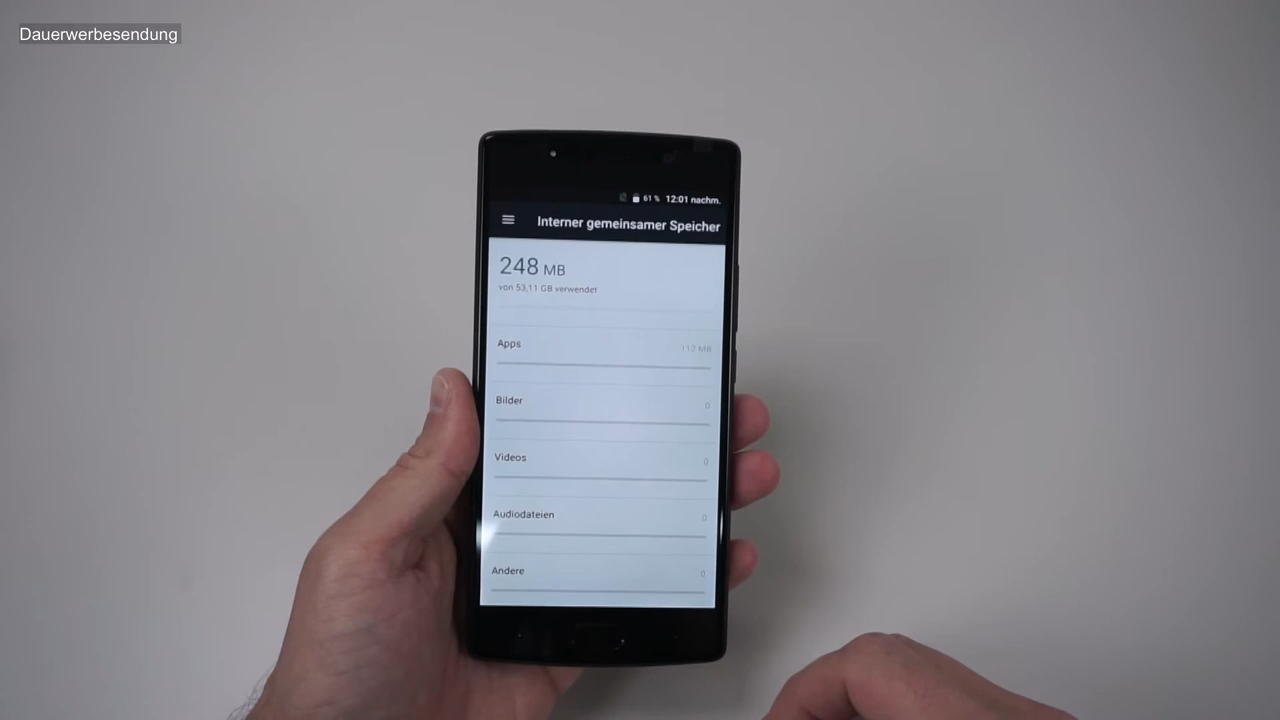 Dauerwerbesendung
61 % 12:01 nachm.
Interner gemeinsamer Speicher
248 MB
von 53,11 GB verwendet
Apps 112 MB
Bilder 0
Videos 0
Audiodateien 0
Andere 0